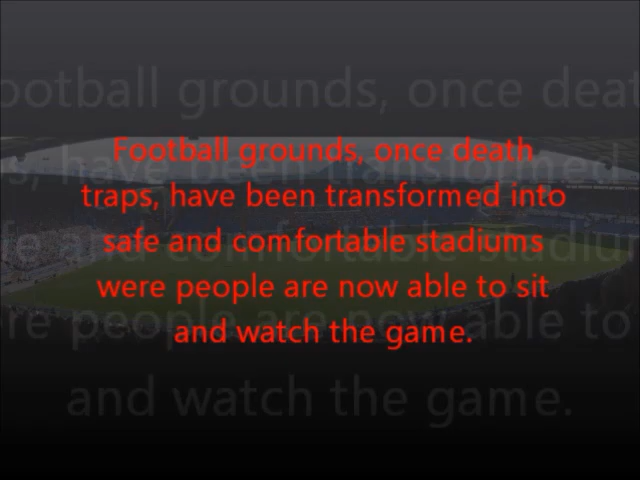 Football grounds, once death
traps, have been transformed into
safe and comfortable stadiums
were people are now able to sit
and watch the game.